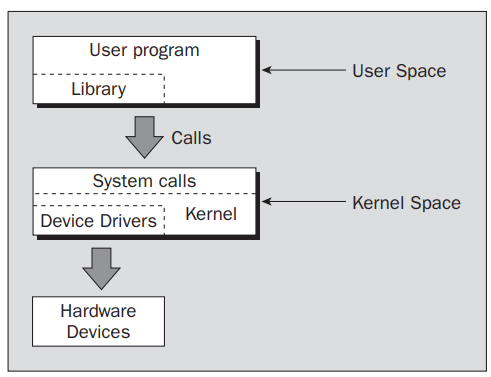 User program
Library
User Space
Calls
System calls
Device Drivers
Kernel
Kernel Space
Hardware
Devices